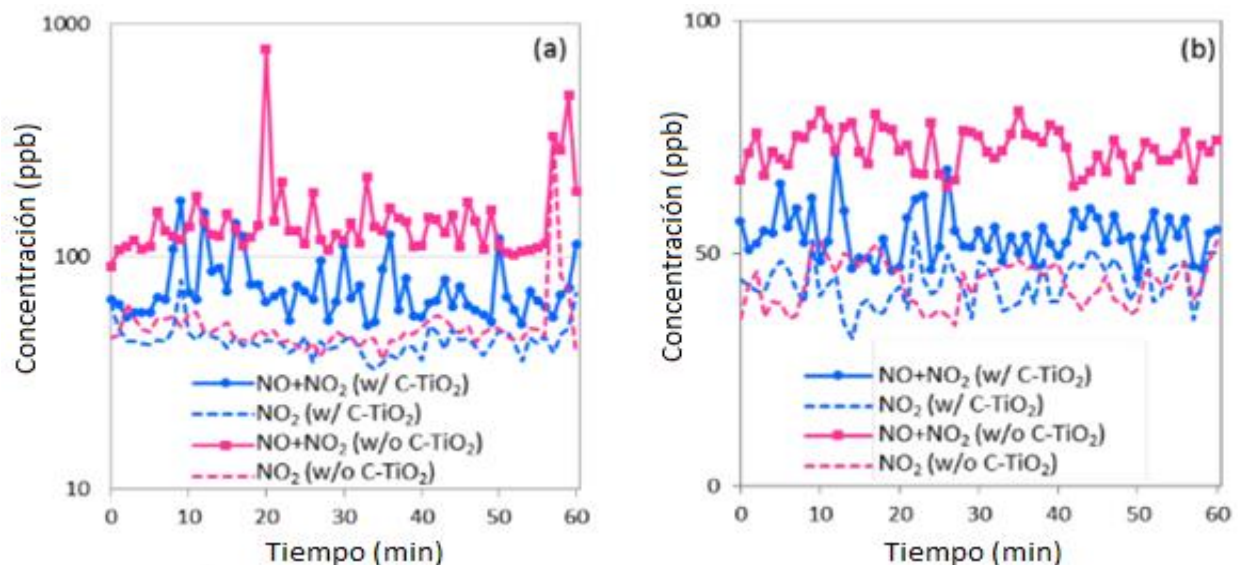 1000
100
10
Concentración (ppb)
(a)
NO+NO₂ (w/ C-TiO₂)
NO₂ (w/ C-TiO₂)
NO+NO₂ (w/o C-TiO₂)
NO₂ (w/o C-TiO₂)
0 10 20 30 40 50 60
Tiempo (min)
100
50
0
Concentración (ppb)
(b)
NO+NO₂ (w/ C-TiO₂)
NO₂ (w/ C-TiO₂)
NO+NO₂ (w/o C-TiO₂)
NO₂ (w/o C-TiO₂)
0 10 20 30 40 50 60
Tiempo (min)